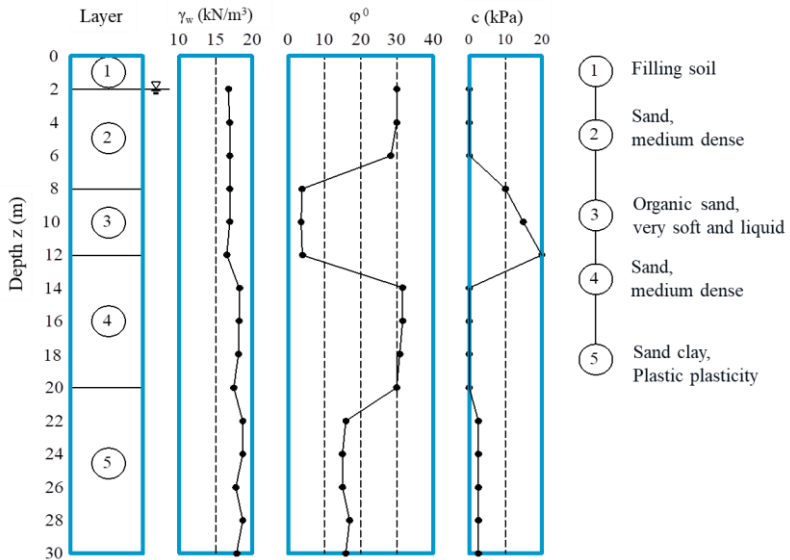 Layer
γw (kN/m³)
φ⁰
c (kPa)
10 15 20
0 10 20 30 40
0 10 20
Depth z (m)
0
2
4
6
8
10
12
14
16
18
20
22
24
26
28
30
1
2
3
4
5
1 Filling soil
2 Sand,
medium dense
3 Organic sand,
very soft and liquid
4 Sand,
medium dense
5 Sand clay,
Plastic plasticity